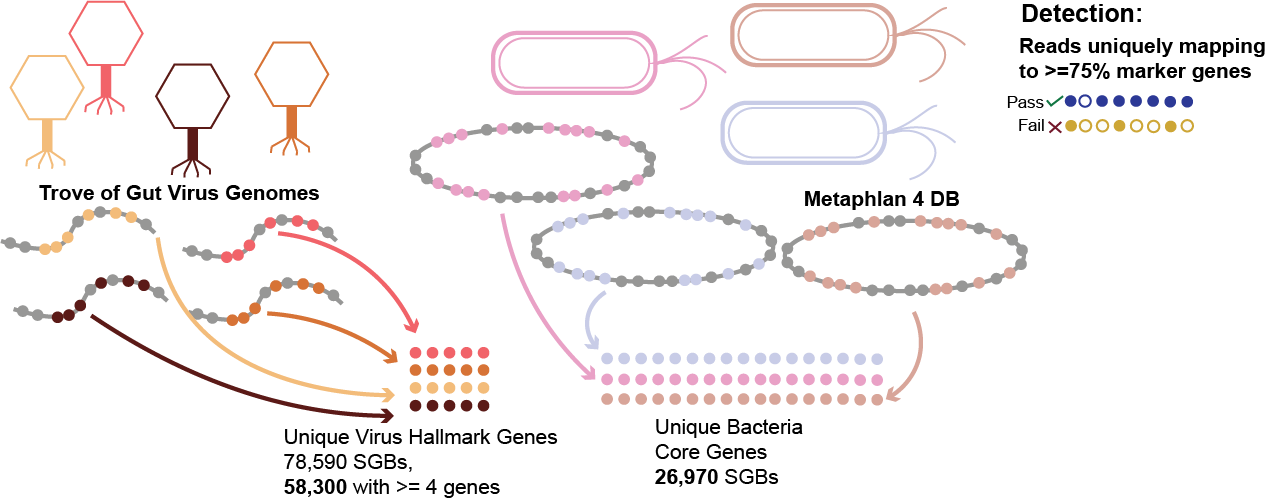 Detection:
Reads uniquely mapping
to >=75% marker genes
Pass
Fail
Trove of Gut Virus Genomes
Metaphlan 4 DB
Unique Virus Hallmark Genes
78,590 SGBs,
58,300 with >= 4 genes
Unique Bacteria
Core Genes
26,970 SGBs